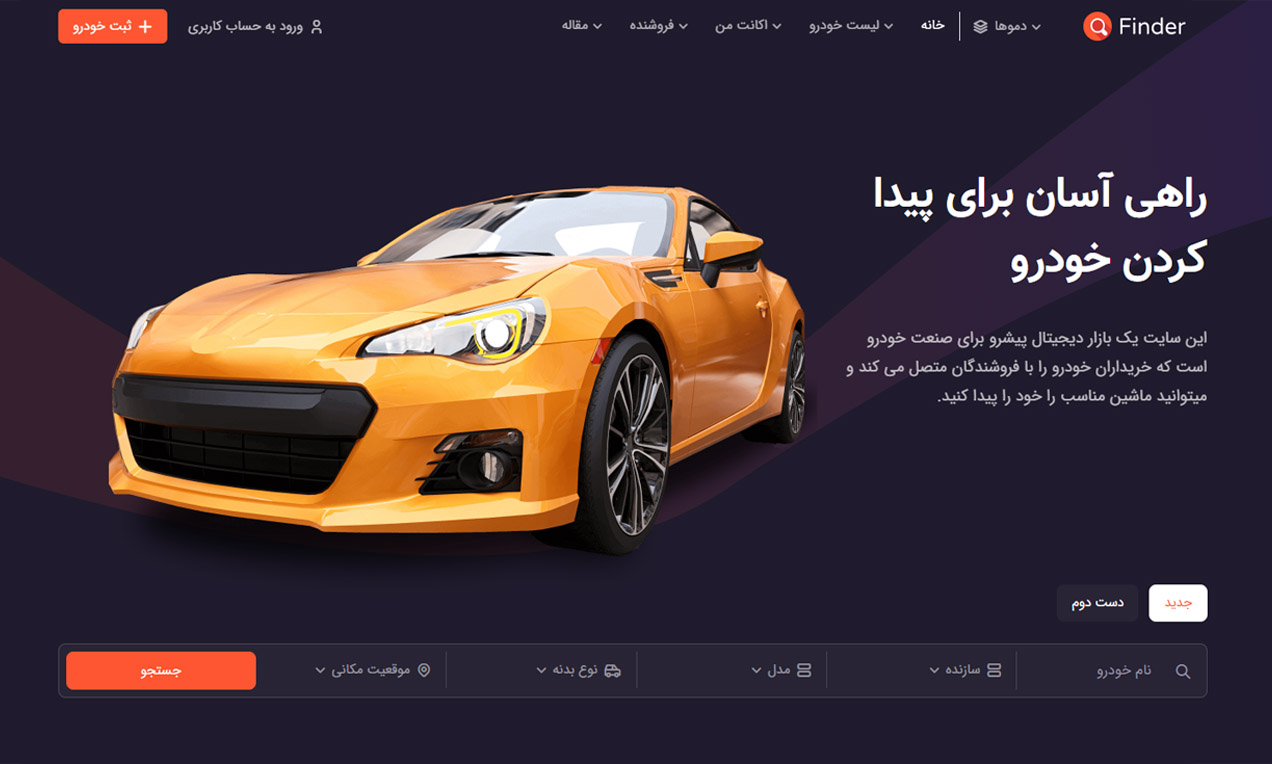 Finder
دموها
خانه
لیست خودرو
اکانت من
فروشنده
مقاله
ورود به حساب کاربری
ثبت خودرو
راهی آسان برای پیدا
کردن خودرو
این سایت یک بازار دیجیتال پیشرو برای صنعت خودرو
است که خریداران خودرو را با فروشندگان متصل می کند و
میتوانید ماشین مناسب را خود را پیدا کنید.
جدید
دست دوم
نام خودرو
سازنده
مدل
نوع بدنه
موقعیت مکانی
جستجو